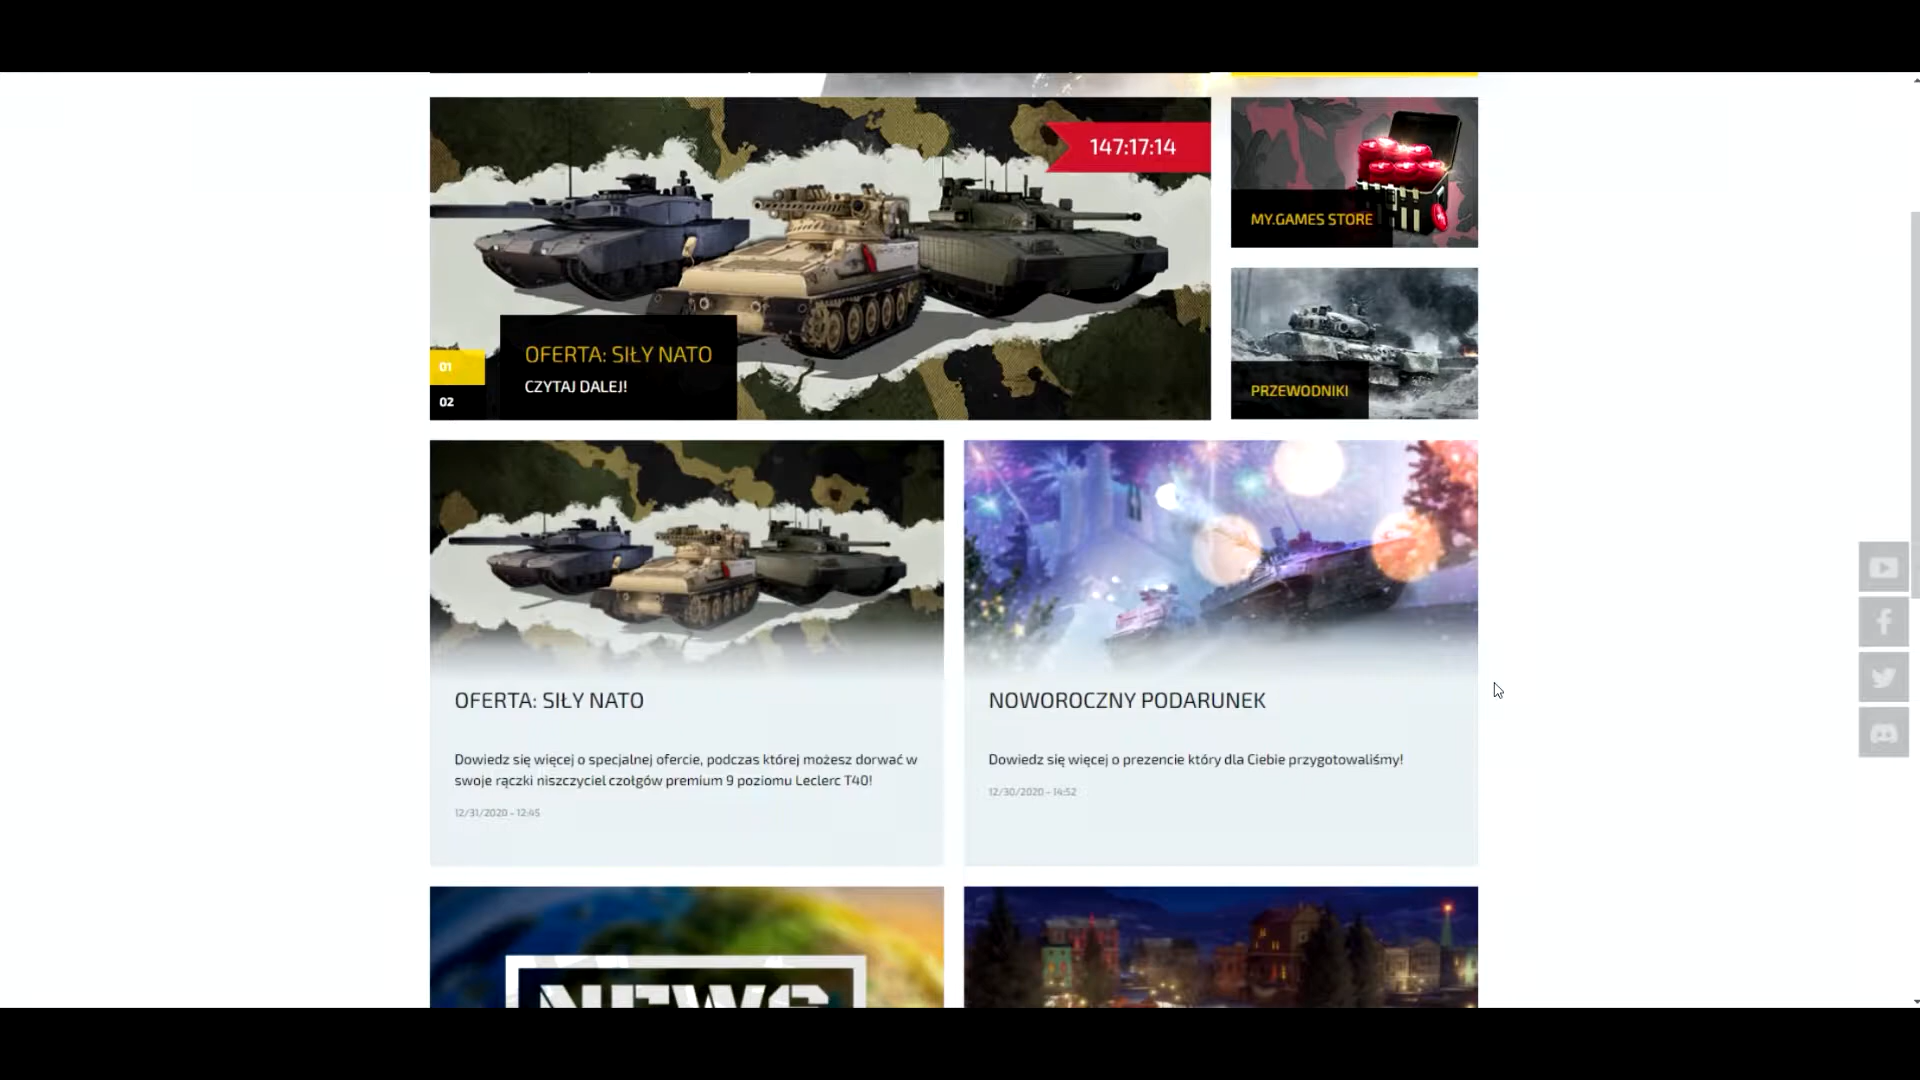 147:17:14
MY.GAMES STORE
OFERTA: SIŁY NATO
CZYTAJ DALEJ!
01
02
PRZEWODNIKI
OFERTA: SIŁY NATO
Dowiedz się więcej o specjalnej ofercie, podczas której możesz dorwać w
swoje rączki niszczyciel czołgów premium 9 poziomu Leclerc T40!
12/31/2020 - 12:45
NOWOROCZNY PODARUNEK
Dowiedz się więcej o prezencie który dla Ciebie przygotowaliśmy!
12/30/2020 - 14:52
NEWS